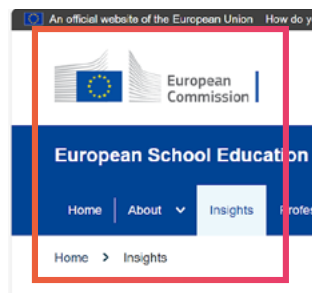 An official website of the European Union How do y
European
Commission
European School Education
Home About Insights Profes
Home > Insights